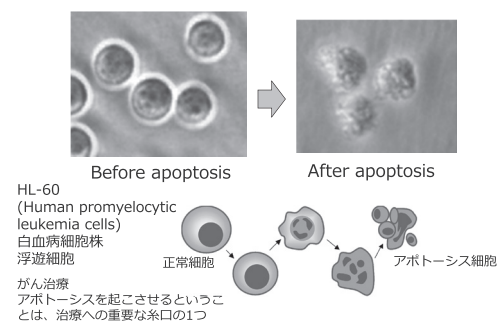 Before apoptosis
After apoptosis
HL-60
(Human promyelocytic
leukemia cells)
白血病細胞株
浮遊細胞
正常細胞
アポトーシス細胞
がん治療
アポトーシスを起こさせるというこ
とは、治療への重要な糸口の1つ